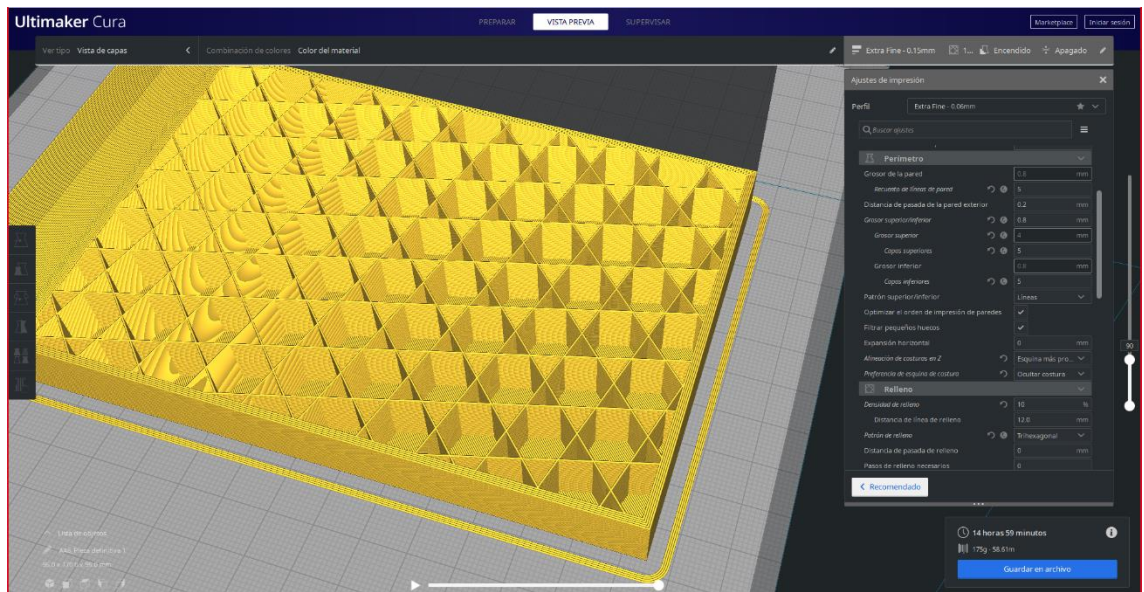 Ultimaker Cura
PREPARAR VISTA PREVIA SUPERVISAR
Marketplace Iniciar sesión
Ver tipo Vista de capas Combinación de colores Color del material
Extra Fine - 0,15mm 1... Encendido Apagado
Ajustes de impresión
Perfil Extra Fine - 0.06mm
Buscar ajustes
Perímetro
Grosor de la pared 0.8 mm
Recuento de líneas de pared 5
Distancia de pasada de la pared exterior 0.2 mm
Grosor superior/inferior 0.8 mm
Grosor superior 4 mm
Capas superiores 5
Grosor inferior 0.8 mm
Capas inferiores 5
Patrón superior/inferior Líneas
Optimizar el orden de impresión de paredes
Filtrar pequeños huecos
Expansión horizontal 0 mm
Alineación de costuras en Z Esquina más pro...
Preferencia de esquina de costura Ocultar costura
90
Relleno
Densidad de relleno 10 %
Distancia de línea de relleno 12.0 mm
Patrón de relleno Trihexagonal
Distancia de pasada de relleno 0 mm
Pasos de relleno necesarios 0
Recomendado
Lista de objetos
14 horas 59 minutos
175g · 58.61m
Guardar en archivo